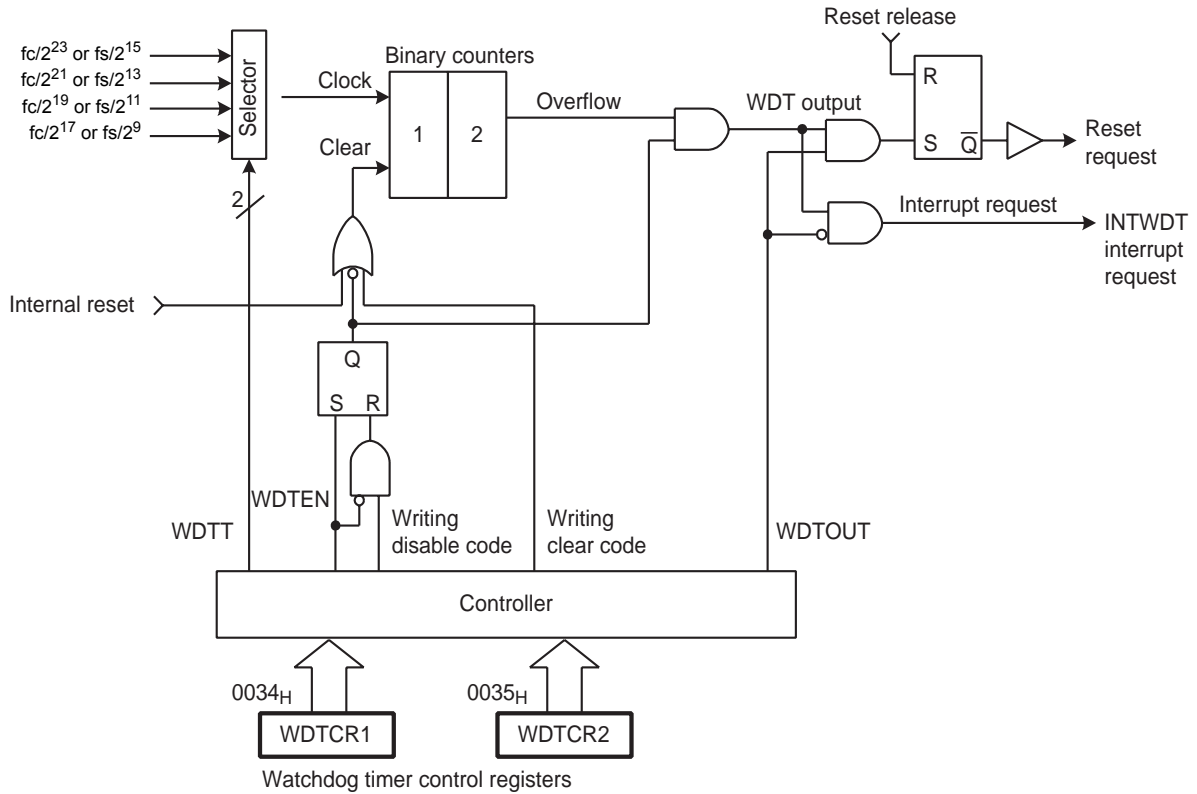 Reset release
fc/2^23 or fs/2^15
fc/2^21 or fs/2^13
fc/2^19 or fs/2^11
fc/2^17 or fs/2^9
Selector
Binary counters
Clock
Clear
1
2
Overflow
WDT output
R
S
Q̅
Reset
request
2
Interrupt request
INTWDT
interrupt
request
Internal reset
Q
S
R
WDTT
WDTEN
Writing
disable code
Writing
clear code
WDTOUT
Controller
0034H
0035H
WDTCR1
WDTCR2
Watchdog timer control registers